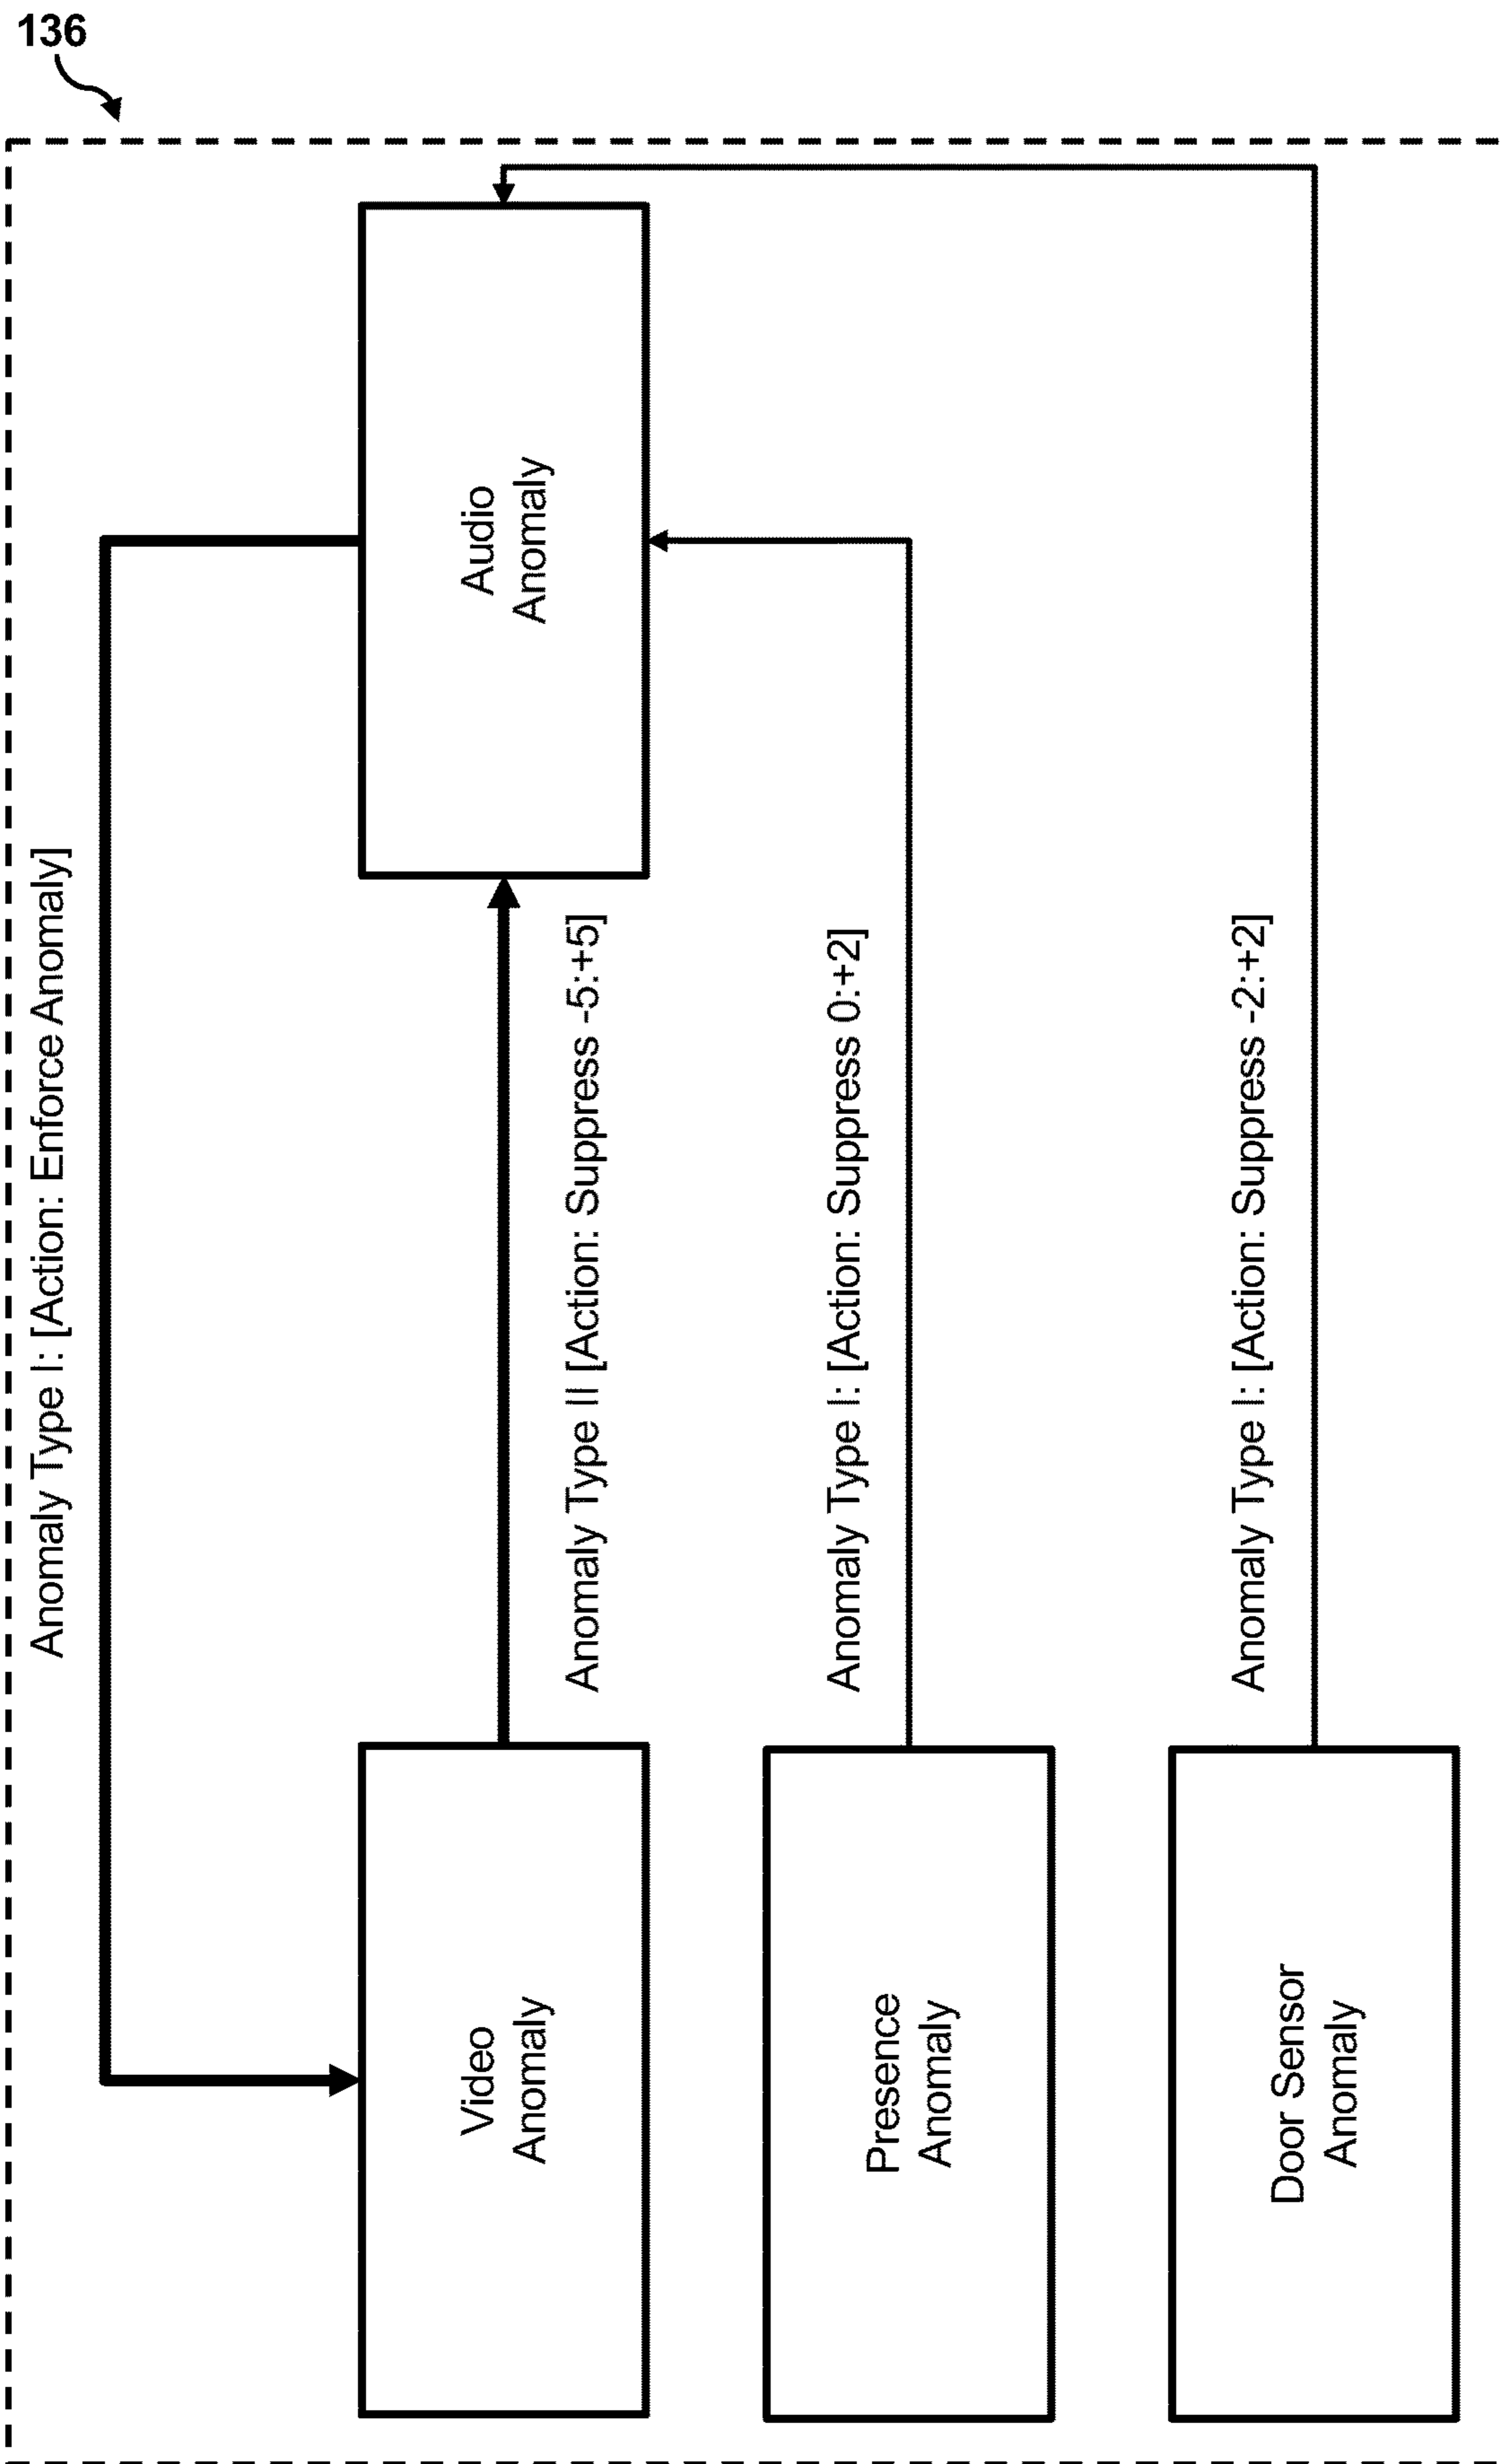 136
Anomaly Type I: [Action: Enforce Anomaly]
Video
Anomaly
Audio
Anomaly
Anomaly Type II [Action: Suppress -5:+5]
Presence
Anomaly
Anomaly Type I: [Action: Suppress 0:+2]
Door Sensor
Anomaly
Anomaly Type I: [Action: Suppress -2:+2]